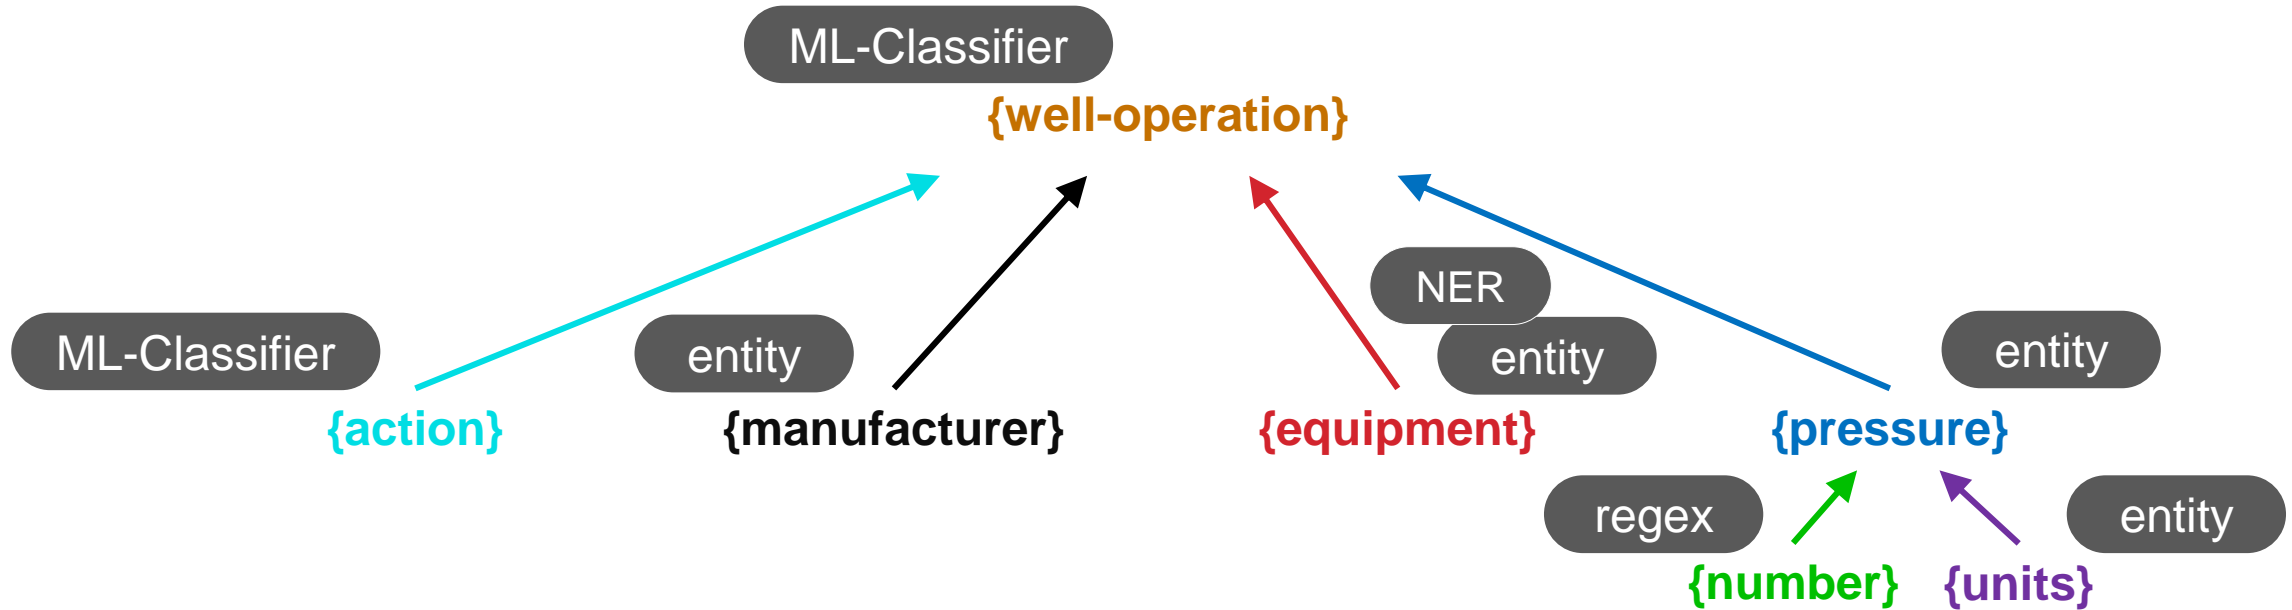 ML-Classifier
{well-operation}
NER
ML-Classifier
entity
entity
entity
{action}
{manufacturer}
{equipment}
{pressure}
regex
entity
{number}
{units}